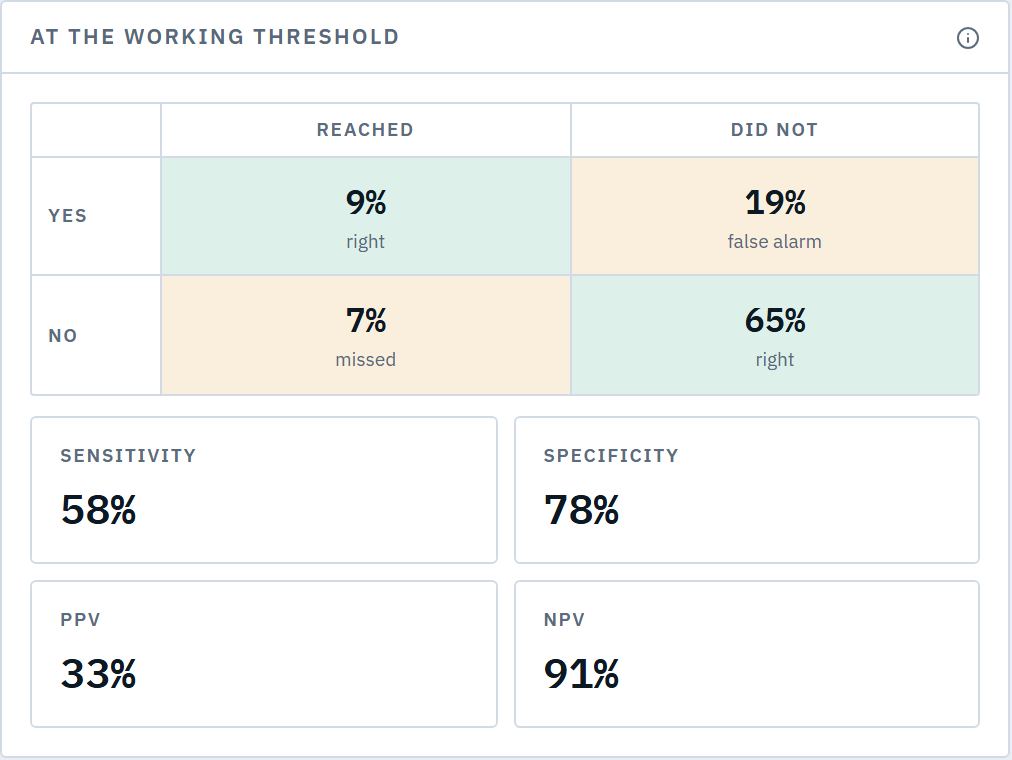 AT THE WORKING THRESHOLD
REACHED
DID NOT
YES
9%
right
19%
false alarm
NO
7%
missed
65%
right
SENSITIVITY
58%
SPECIFICITY
78%
PPV
33%
NPV
91%